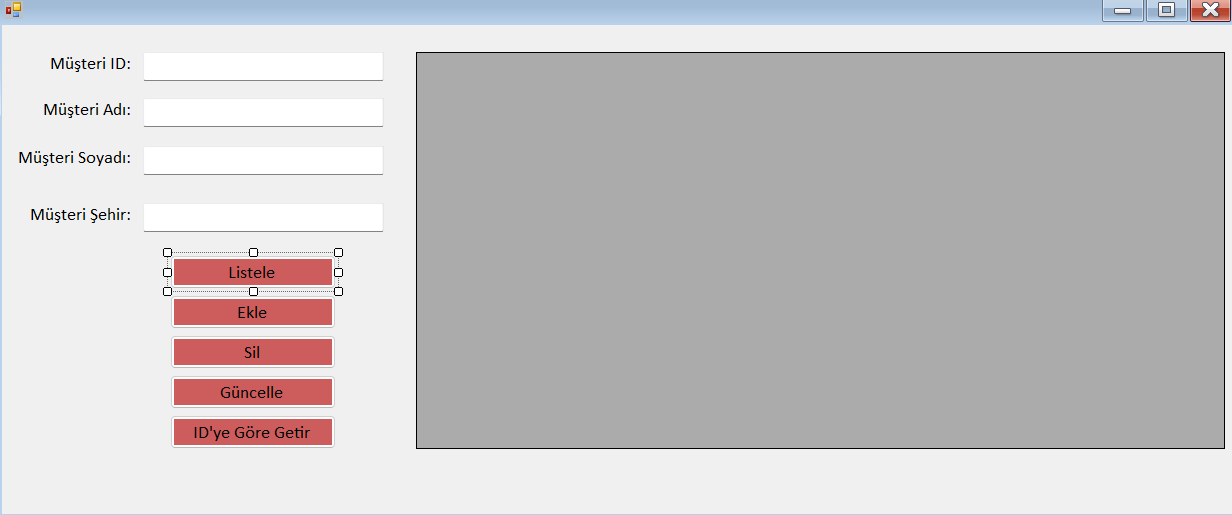 Müşteri ID:
Müşteri Adı:
Müşteri Soyadı:
Müşteri Şehir:
Listele
Ekle
Sil
Güncelle
ID'ye Göre Getir